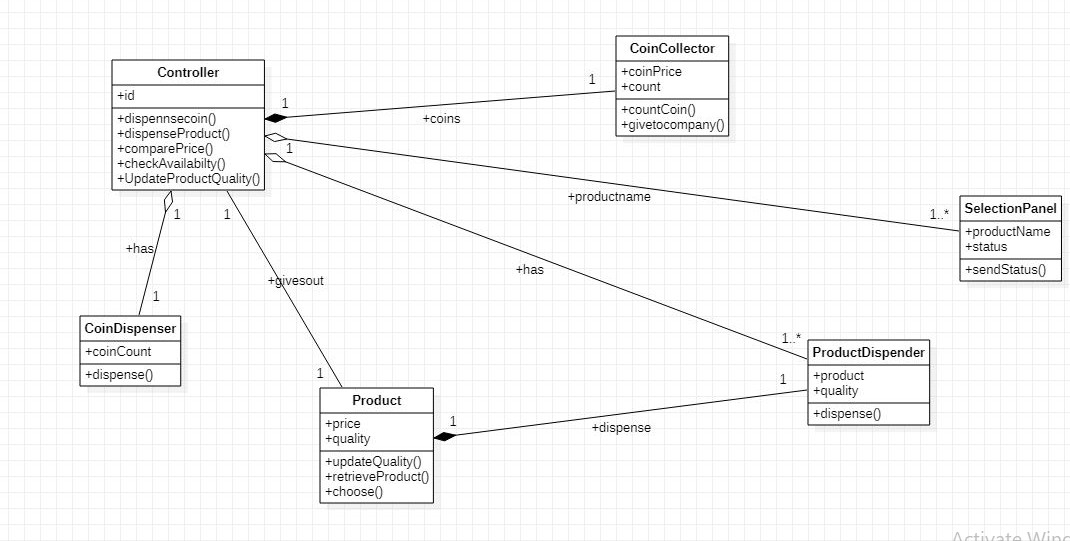 CoinCollector
+coinPrice
+count
+countCoin()
+givetocompany()
Controller
+id
+dispennsecoin()
+dispenseProduct()
+comparePrice()
+checkAvailabilty()
+UpdateProductQuality()
1
1
+coins
1
+productname
1..*
SelectionPanel
+productName
+status
+sendStatus()
1
1
+has
+has
+givesout
1
CoinDispenser
+coinCount
+dispense()
1..*
ProductDispender
+product
+quality
+dispense()
1
1
Product
+price
+quality
+updateQuality()
+retrieveProduct()
+choose()
1
+dispense
Activate Wind